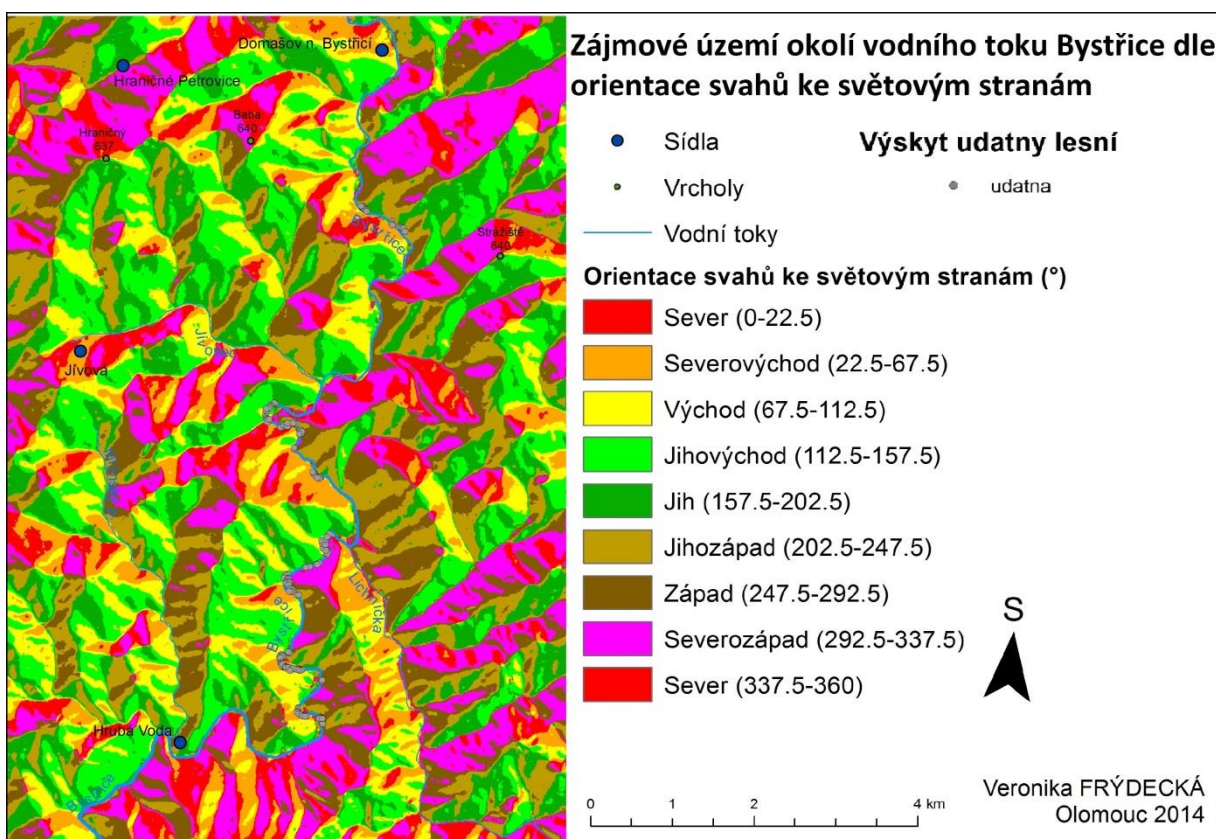 Zájmové území okolí vodního toku Bystřice dle
orientace svahů ke světovým stranám
Sídla
Vrcholy
Vodní toky
Výskyt udatny lesní
udatna
Orientace svahů ke světovým stranám (°)
Sever (0-22.5)
Severovýchod (22.5-67.5)
Východ (67.5-112.5)
Jihovýchod (112.5-157.5)
Jih (157.5-202.5)
Jihozápad (202.5-247.5)
Západ (247.5-292.5)
Severozápad (292.5-337.5)
Sever (337.5-360)
S
0 1 2 4 km
Veronika FRÝDECKÁ
Olomouc 2014
Domašov n. Bystřicí
Hraničné Petrovice
Baba
640
Hraničný
637
Bystřice
Strážiště
640
Jívová
Bystřice
Lichnička
Hrubá Voda
Bystřice